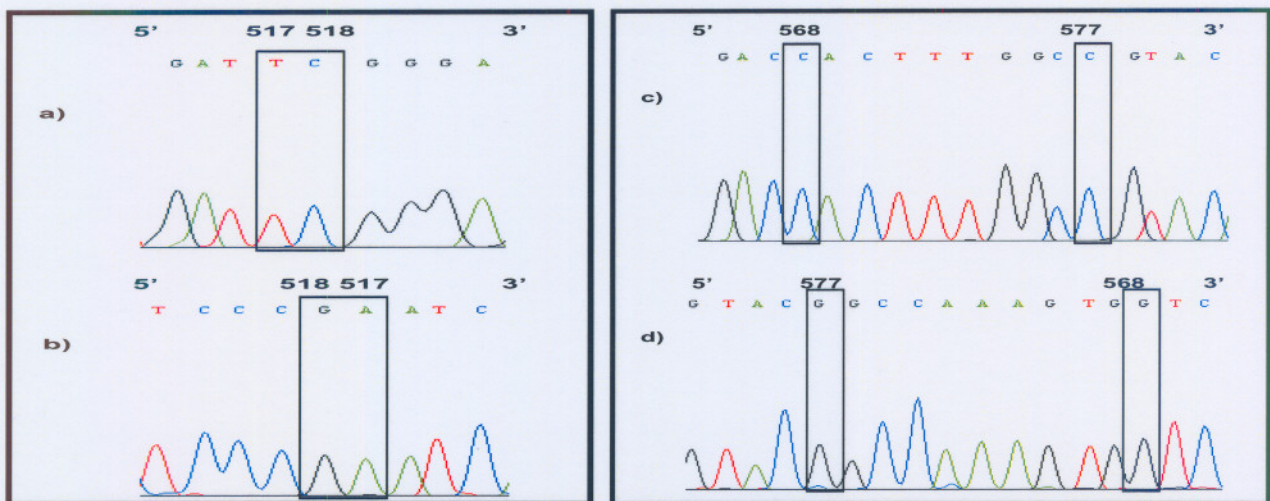 5’ 517 518 3’
G A T T C G G G A
a)
5’ 518 517 3’
T C C C G A A T C
b)
5’ 568 577 3’
G A C C A C T T T G G C C G T A C
c)
5’ 577 568 3’
G T A C G G C C A A A G T G G T C
d)